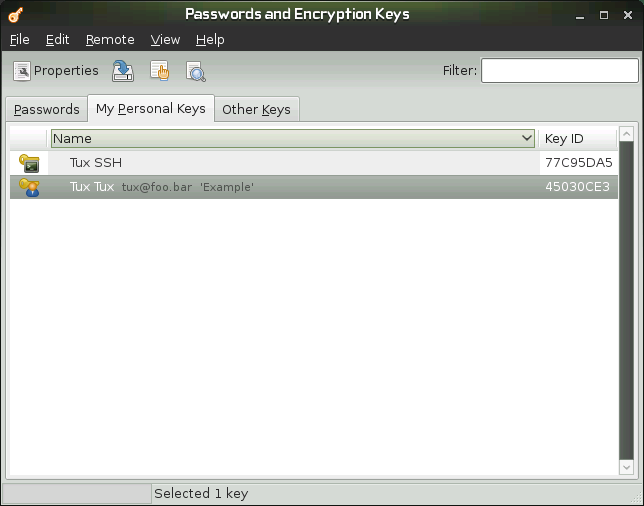 Passwords and Encryption Keys
File Edit Remote View Help
Properties Filter:
Passwords My Personal Keys Other Keys
Name Key ID
Tux SSH 77C95DA5
Tux Tux tux@foo.bar 'Example' 45030CE3
Selected 1 key